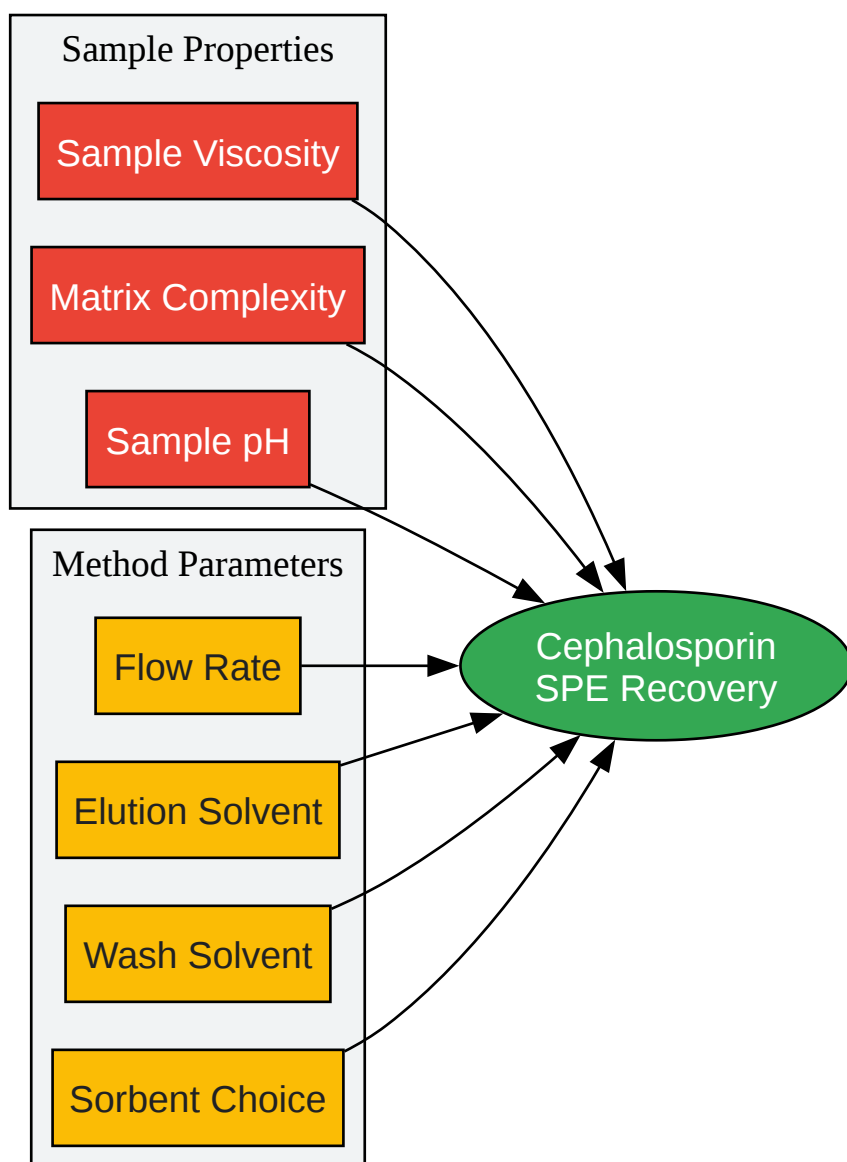 Sample Properties
Sample Viscosity
Matrix Complexity
Sample pH
Method Parameters
Flow Rate
Elution Solvent
Wash Solvent
Sorbent Choice
Cephalosporin
SPE Recovery